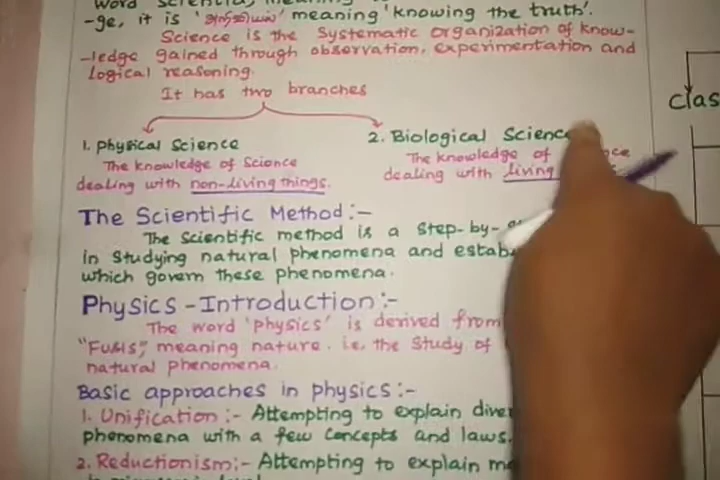 word
-ge, it is ' ' meaning 'knowing the truth'.
Science is the systematic organization of know-
-ledge gained through observation, experimentation and
logical reasoning.
It has two branches
1. Physical Science
2. Biological Science
The knowledge of Science
dealing with non-living things.
The knowledge of
dealing with living
clas
The Scientific Method :-
The scientific method is a step-by-
in studying natural phenomena and estab
which govern these phenomena.
Physics - Introduction :-
The word 'physics' is derived from
"Fusis," meaning nature. i.e, the study of
natural phenomena.
Basic approaches in physics :-
1. Unification :- Attempting to explain dive
phenomena with a few concepts and laws.
2. Reductionism :- Attempting to explain